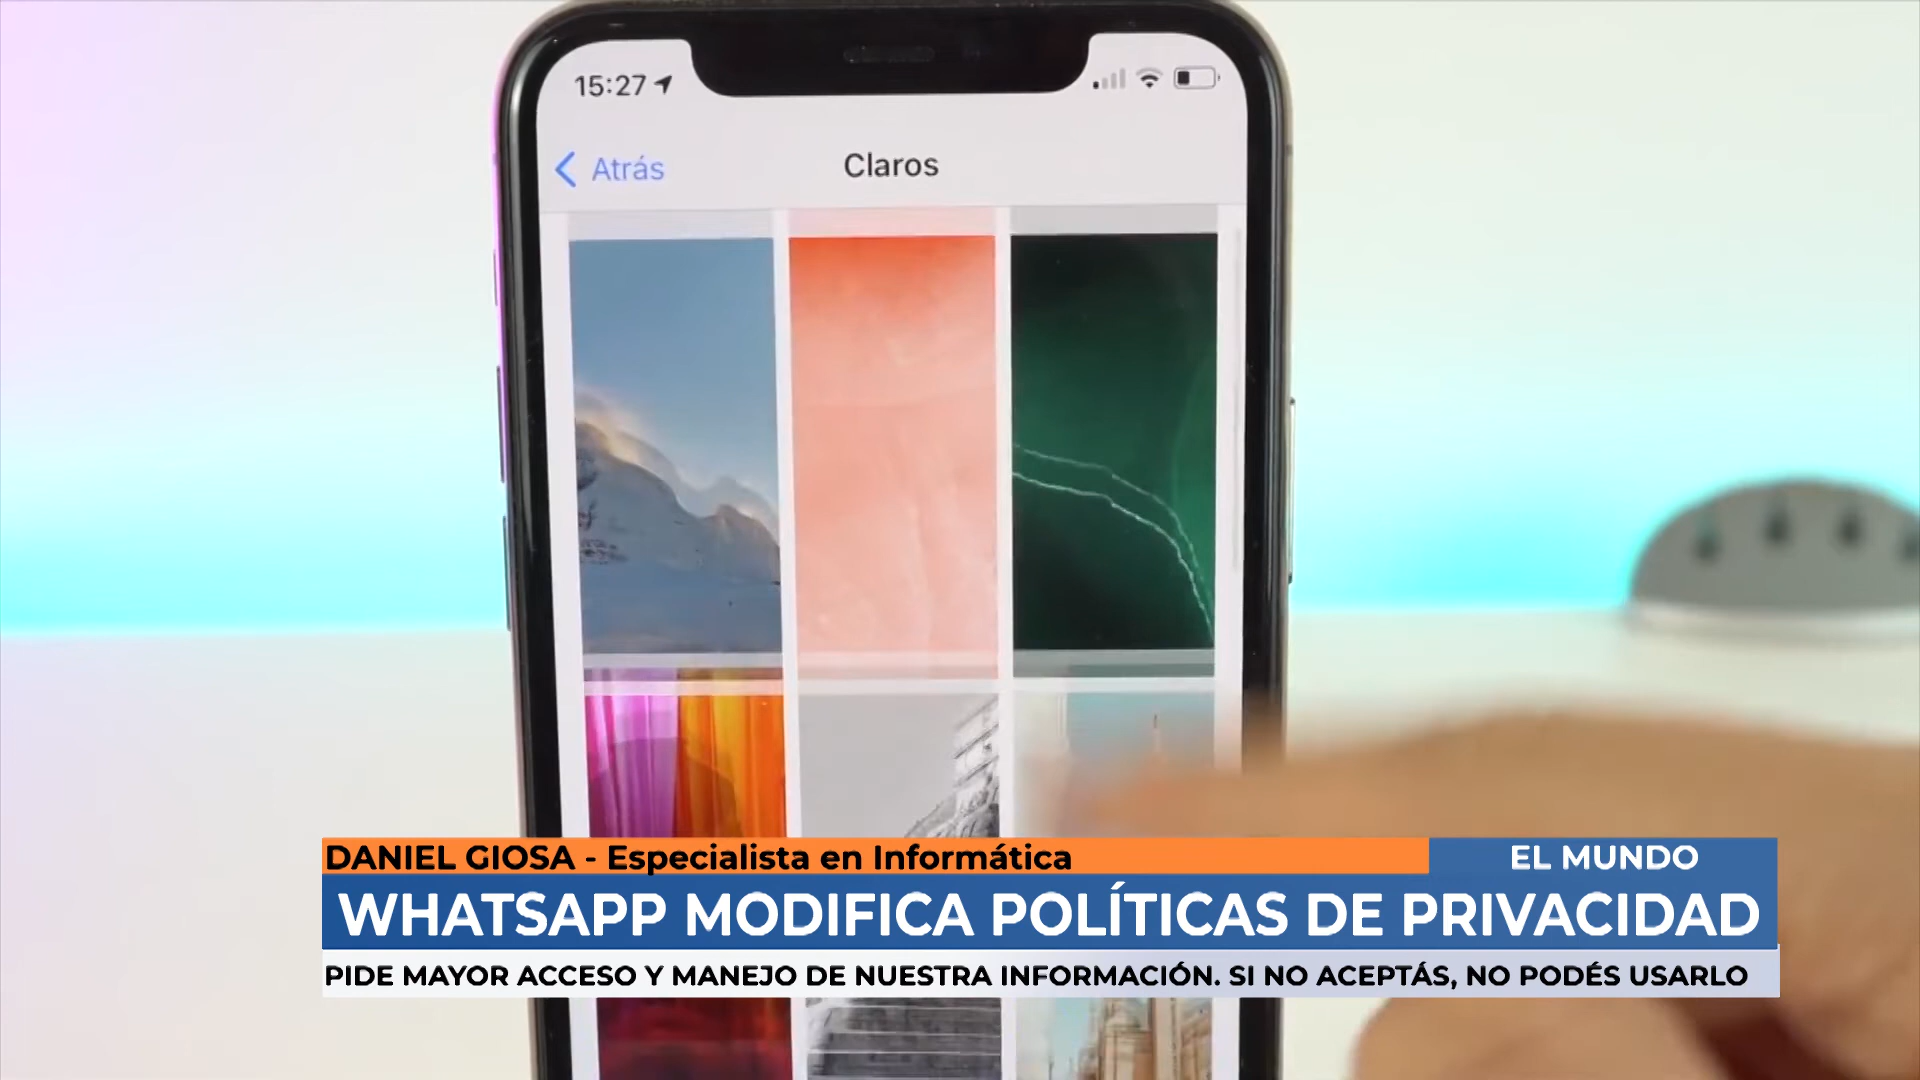 15:27
Atrás
Claros
DANIEL GIOSA - Especialista en Informática
EL MUNDO
WHATSAPP MODIFICA POLÍTICAS DE PRIVACIDAD
PIDE MAYOR ACCESO Y MANEJO DE NUESTRA INFORMACIÓN. SI NO ACEPTÁS, NO PODÉS USARLO